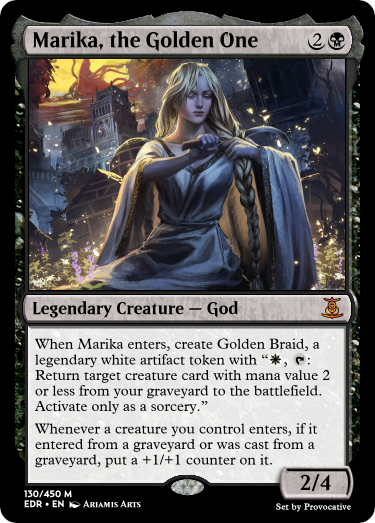 Marika, the Golden One 2
Legendary Creature — God
When Marika enters, create Golden Braid, a
legendary white artifact token with “, :
Return target creature card with mana value 2
or less from your graveyard to the battlefield.
Activate only as a sorcery.”
Whenever a creature you control enters, if it
entered from a graveyard or was cast from a
graveyard, put a +1/+1 counter on it.
2/4
130/450 M
EDR • EN Ariamis Arts
Set by Provocative